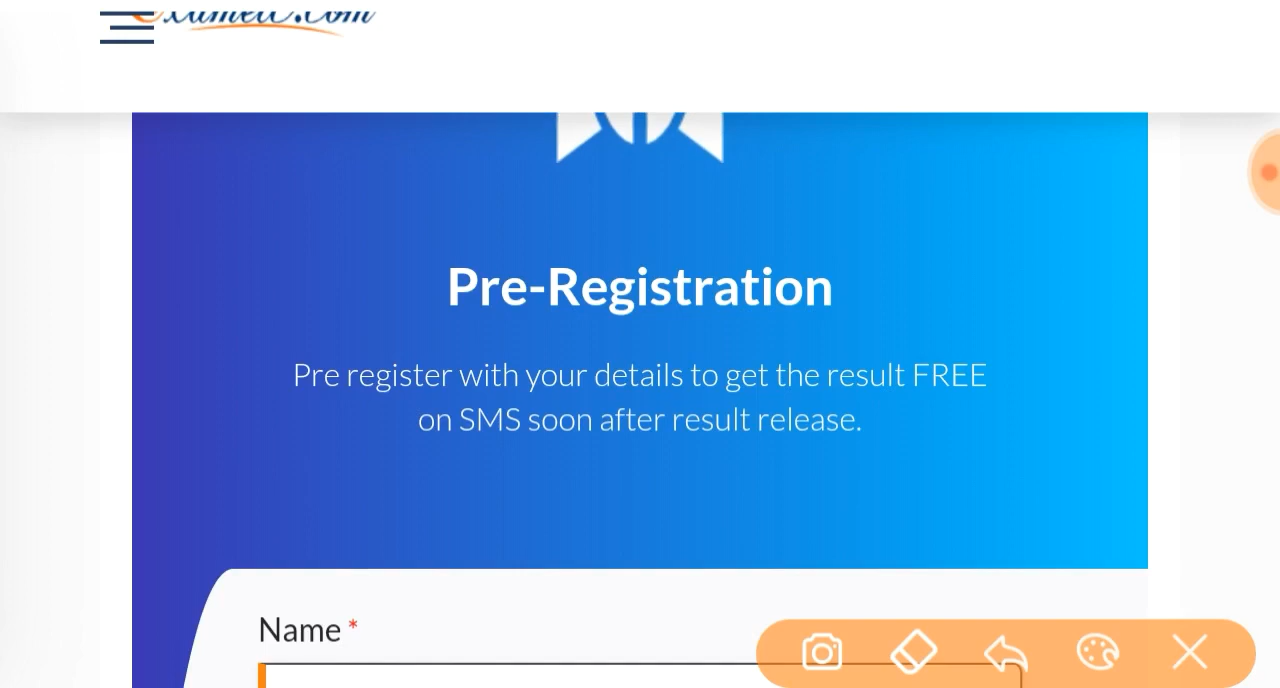 Pre-Registration
Pre register with your details to get the result FREE
on SMS soon after result release.
Name *